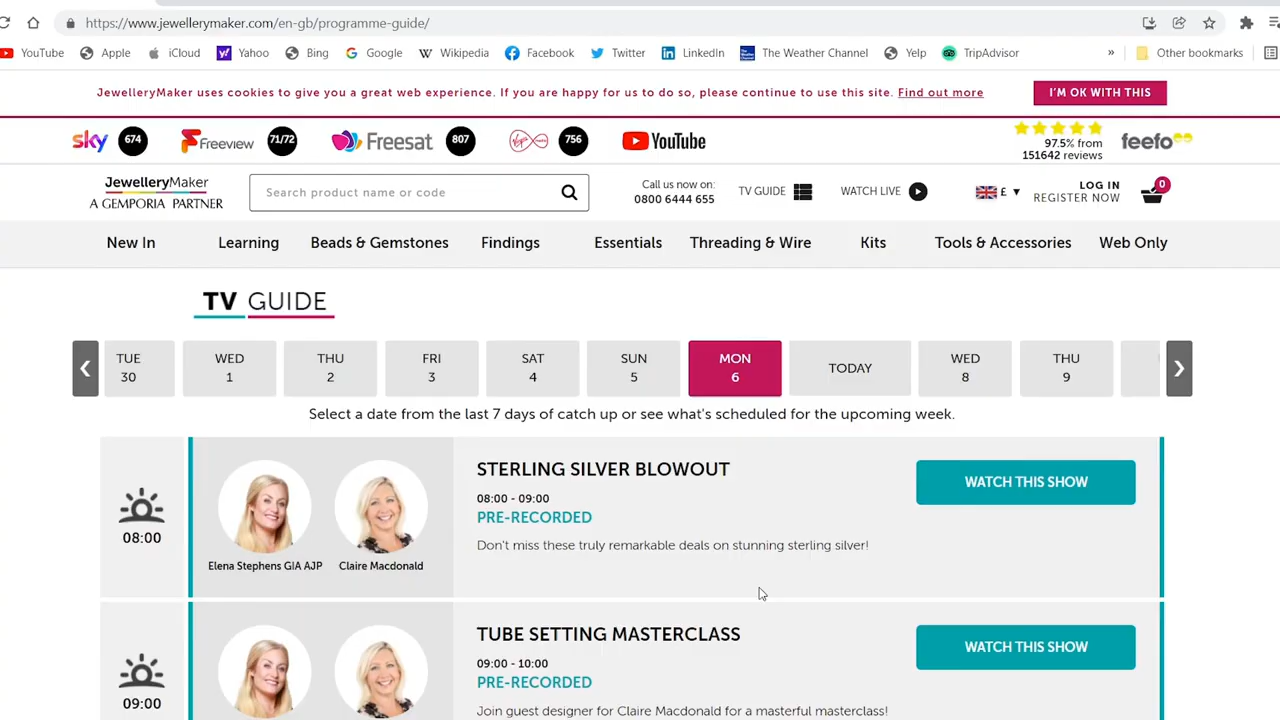 https://www.jewellerymaker.com/en-gb/programme-guide/
YouTube Apple iCloud Yahoo Bing Google Wikipedia Facebook Twitter LinkedIn The Weather Channel Yelp TripAdvisor » Other bookmarks
JewelleryMaker uses cookies to give you a great web experience. If you are happy for us to do so, please continue to use this site. Find out more
I'M OK WITH THIS
sky 674 Freeview 71/72 Freesat 807 756 YouTube
97.5% from
151642 reviews
feefo
JewelleryMaker
A GEMPORIA PARTNER
Search product name or code
Call us now on:
0800 6444 655
TV GUIDE
WATCH LIVE
£
LOG IN
REGISTER NOW
0
New In Learning Beads & Gemstones Findings Essentials Threading & Wire Kits Tools & Accessories Web Only
TV GUIDE
TUE
30
WED
1
THU
2
FRI
3
SAT
4
SUN
5
MON
6
TODAY
WED
8
THU
9
Select a date from the last 7 days of catch up or see what's scheduled for the upcoming week.
08:00
Elena Stephens GIA AJP
Claire Macdonald
STERLING SILVER BLOWOUT
08:00 - 09:00
PRE-RECORDED
Don't miss these truly remarkable deals on stunning sterling silver!
WATCH THIS SHOW
09:00
TUBE SETTING MASTERCLASS
09:00 - 10:00
PRE-RECORDED
Join guest designer for Claire Macdonald for a masterful masterclass!
WATCH THIS SHOW